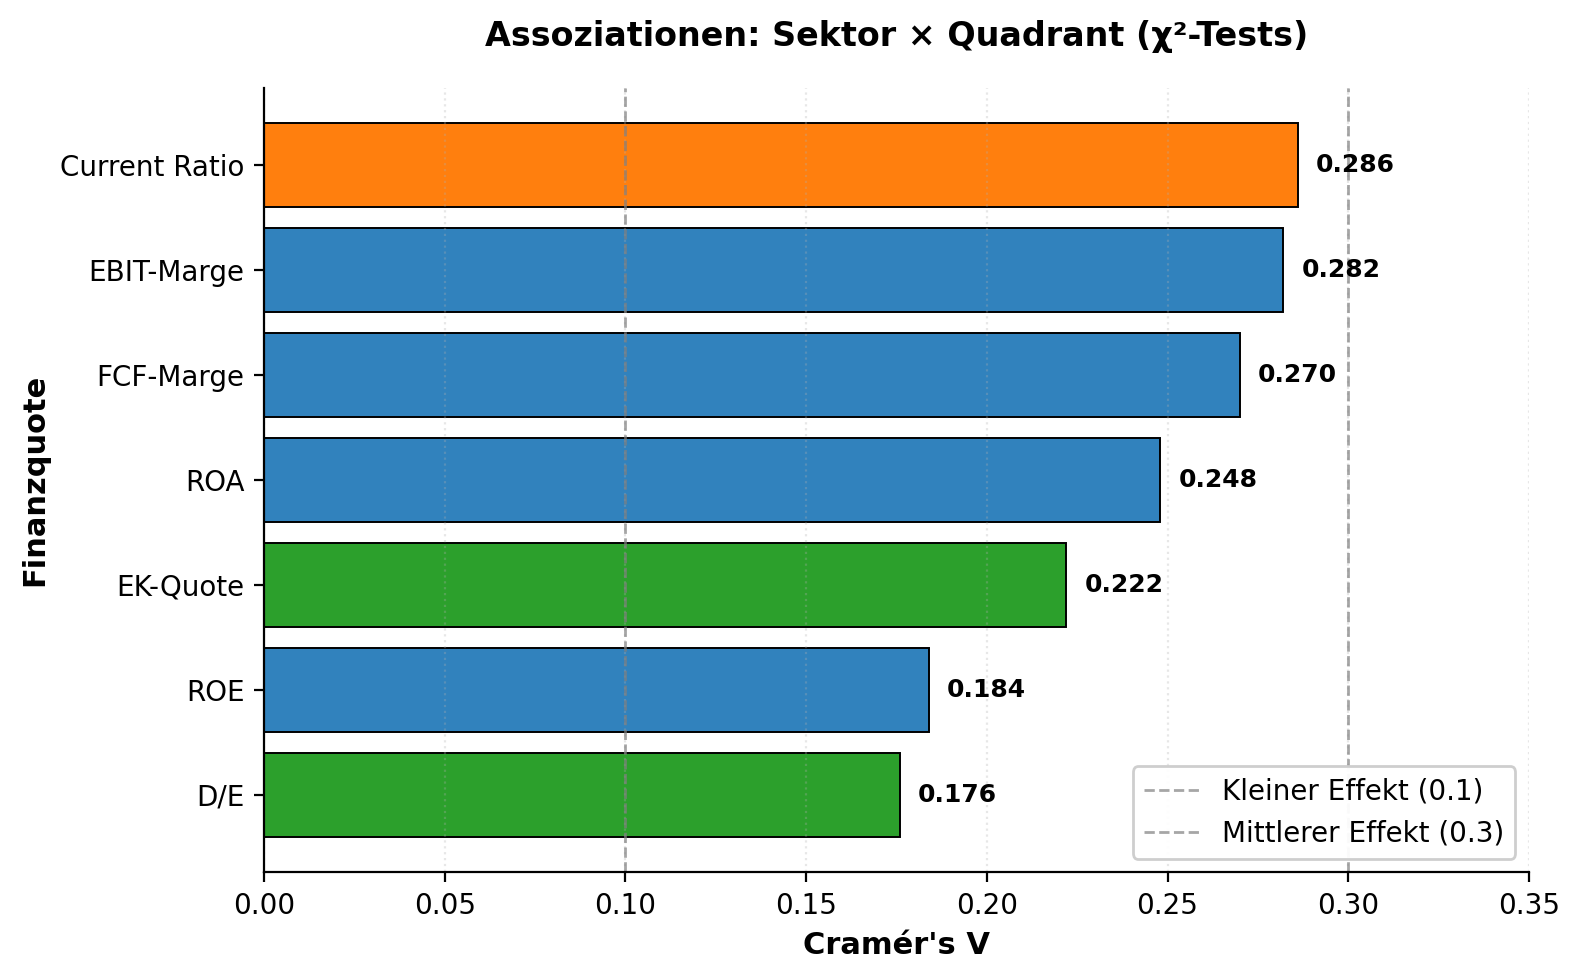 Assoziationen: Sektor × Quadrant (χ²-Tests)
Finanzquote
Current Ratio 0.286
EBIT-Marge 0.282
FCF-Marge 0.270
ROA 0.248
EK-Quote 0.222
ROE 0.184
D/E 0.176
Kleiner Effekt (0.1)
Mittlerer Effekt (0.3)
0.00 0.05 0.10 0.15 0.20 0.25 0.30 0.35
Cramér's V